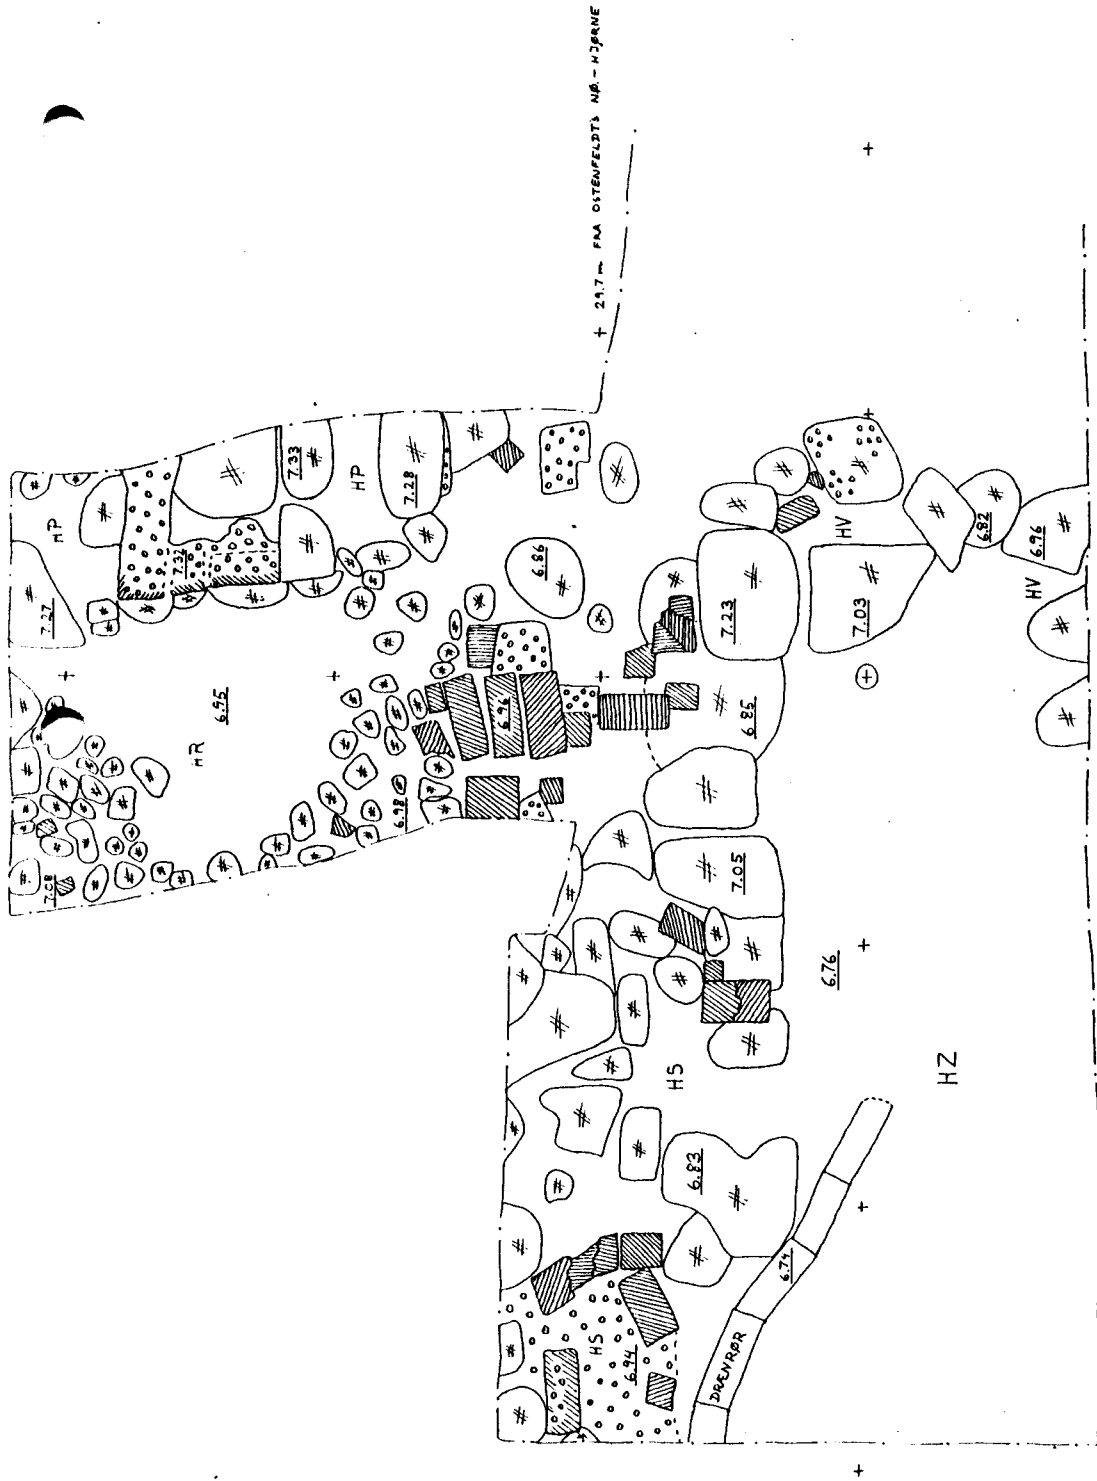 29.7 m FRA OSTENFELDTS NØ.-HJØRNE
HP
7.27
7.32
7.33
HP
7.28
6.95
HR
7.08
6.98
6.96
6.86
7.23
6.85
7.03
HV
6.82
6.96
HV
7.05
6.76
HS
HZ
6.83
6.74
HS
6.94
DRÆNRØR